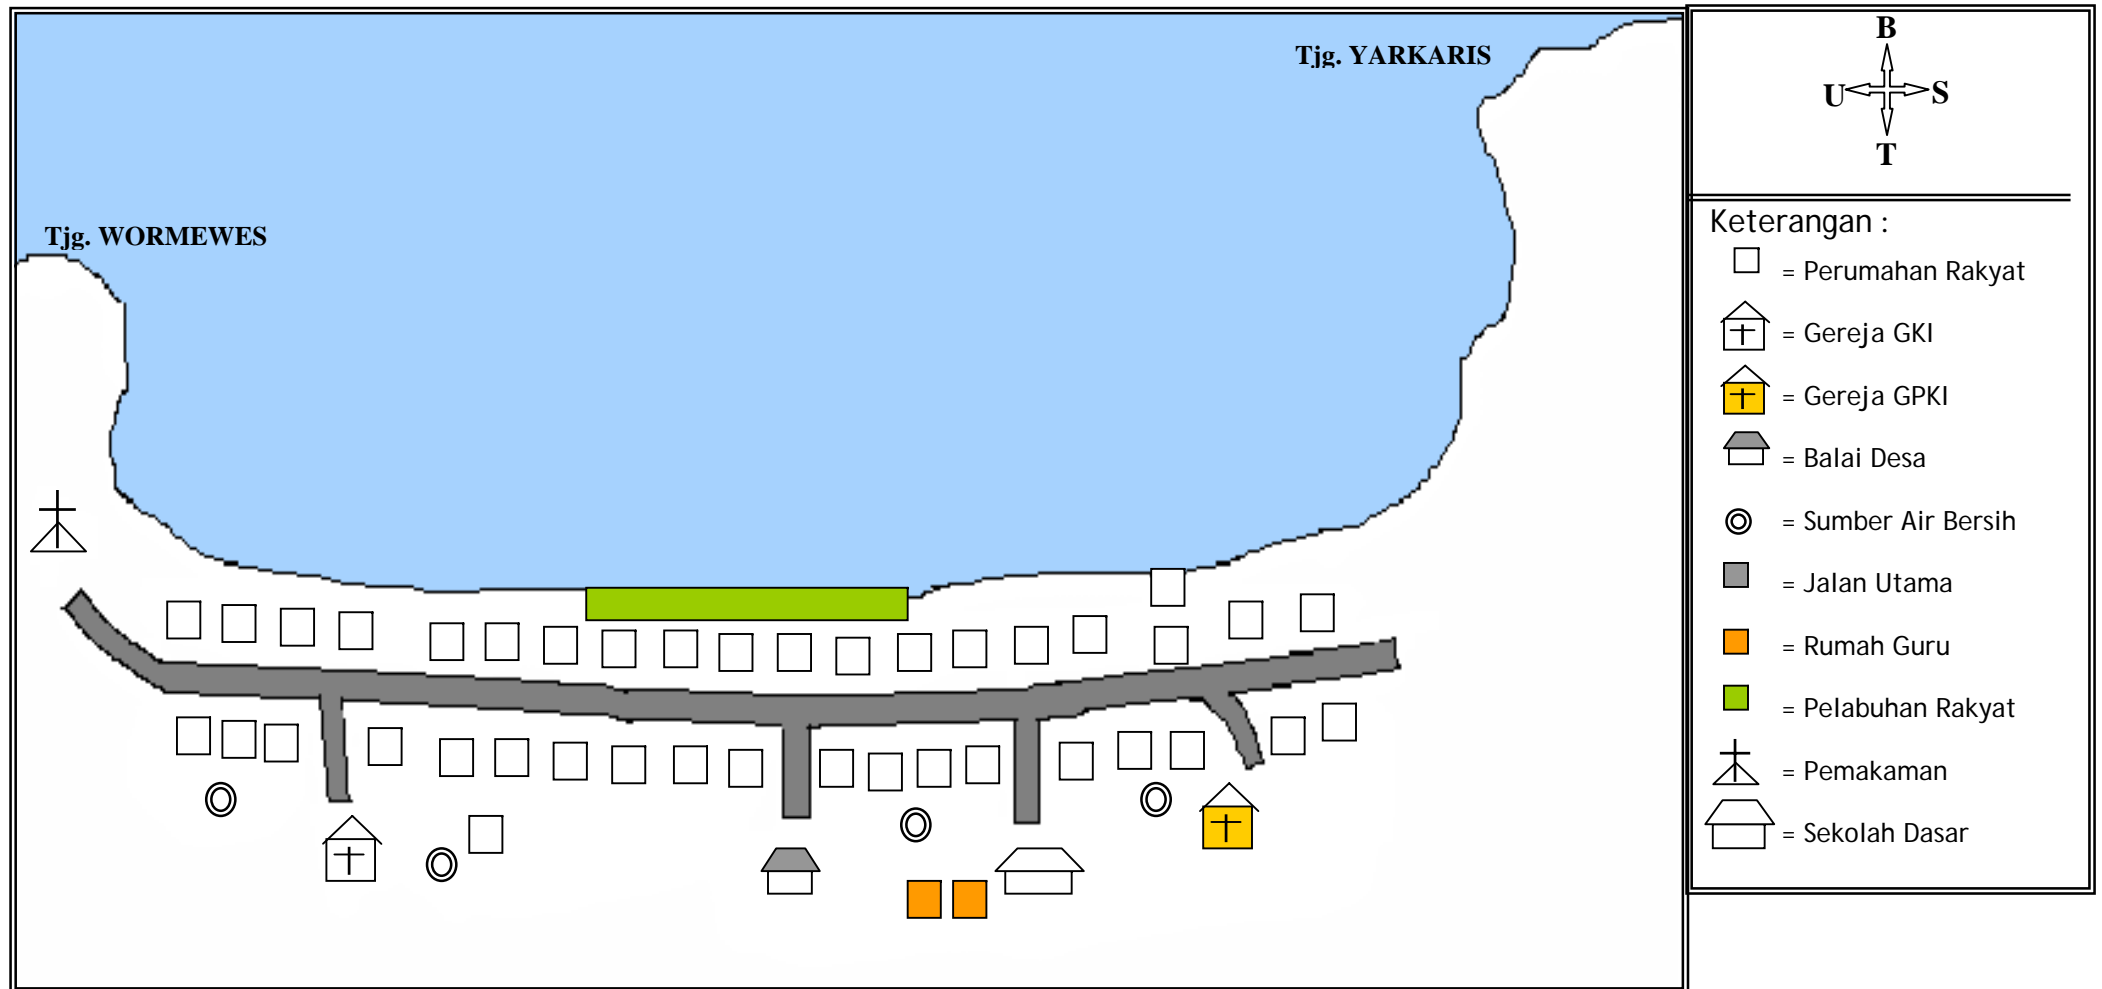 Tjg. YARKARIS
Tjg. WORMEWES
B
U S
T
Keterangan :
= Perumahan Rakyat
= Gereja GKI
= Gereja GPKI
= Balai Desa
= Sumber Air Bersih
= Jalan Utama
= Rumah Guru
= Pelabuhan Rakyat
= Pemakaman
= Sekolah Dasar